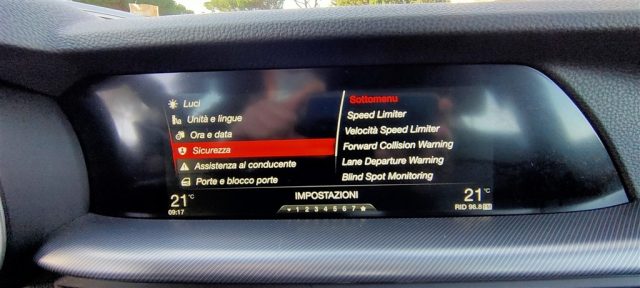 Luci
Unità e lingue
Ora e data
Sicurezza
Assistenza al conducente
Porte e blocco porte
Sottomenu
Speed Limiter
Velocità Speed Limiter
Forward Collision Warning
Lane Departure Warning
Blind Spot Monitoring
21°C
09:17
IMPOSTAZIONI
1 2 3 4 5 6 7
21°C
RID 96.8